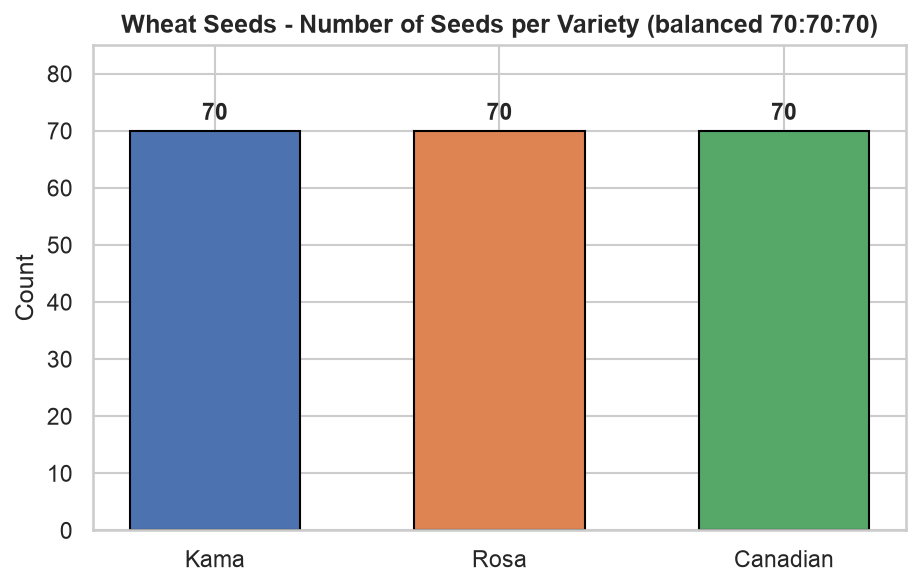 Wheat Seeds - Number of Seeds per Variety (balanced 70:70:70)
80
70
60
50
40
30
20
10
0
Count
70
70
70
Kama
Rosa
Canadian